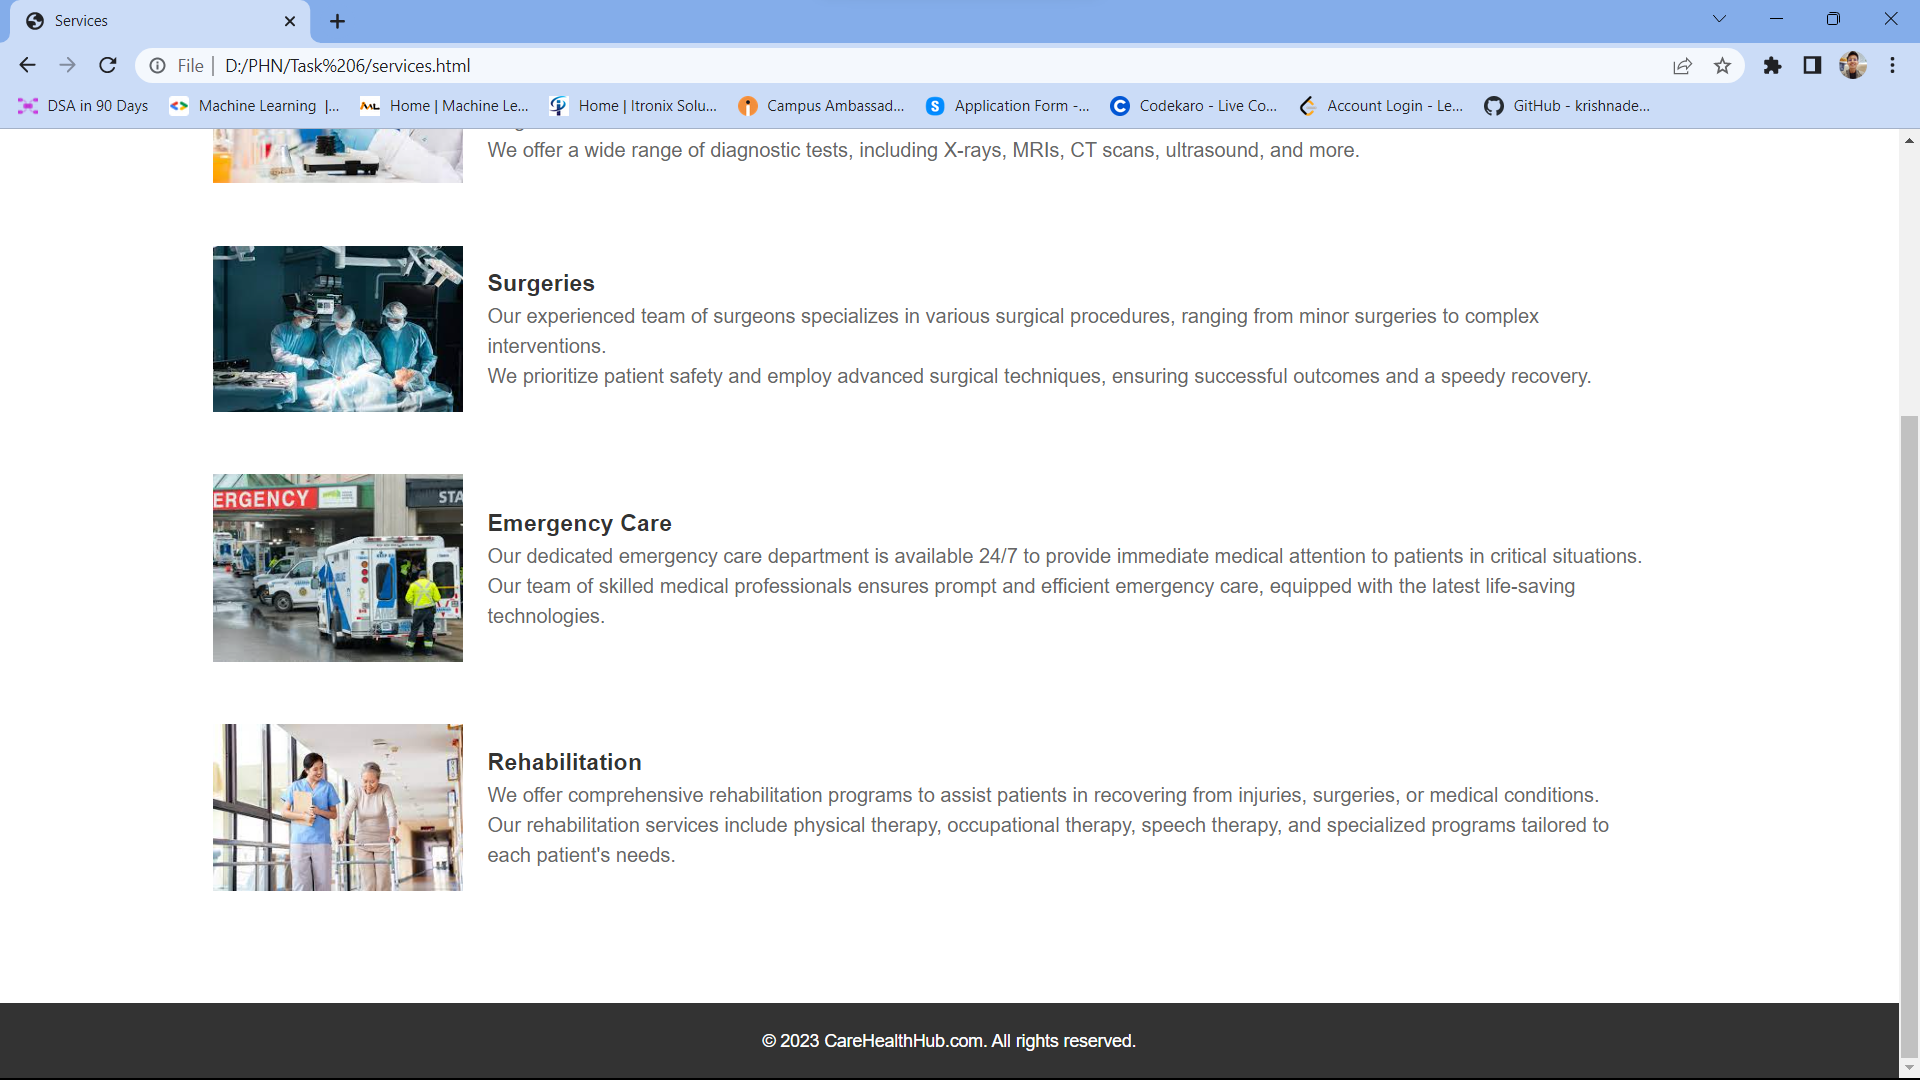 Services
File
D:/PHN/Task%206/services.html
DSA in 90 Days
Machine Learning |...
Home | Machine Le...
Home | Itronix Solu...
Campus Ambassad...
Application Form -...
Codekaro - Live Co...
Account Login - Le...
GitHub - krishnade...
We offer a wide range of diagnostic tests, including X-rays, MRIs, CT scans, ultrasound, and more.
Surgeries
Our experienced team of surgeons specializes in various surgical procedures, ranging from minor surgeries to complex
interventions.
We prioritize patient safety and employ advanced surgical techniques, ensuring successful outcomes and a speedy recovery.
ERGENCY
STA
Emergency Care
Our dedicated emergency care department is available 24/7 to provide immediate medical attention to patients in critical situations.
Our team of skilled medical professionals ensures prompt and efficient emergency care, equipped with the latest life-saving
technologies.
Rehabilitation
We offer comprehensive rehabilitation programs to assist patients in recovering from injuries, surgeries, or medical conditions.
Our rehabilitation services include physical therapy, occupational therapy, speech therapy, and specialized programs tailored to
each patient's needs.
© 2023 CareHealthHub.com. All rights reserved.